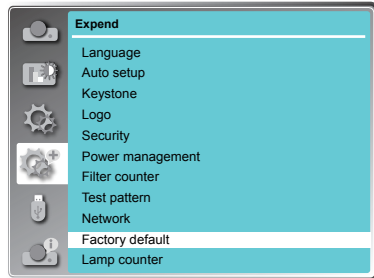 Expend
Language
Auto setup
Keystone
Logo
Security
Power management
Filter counter
Test pattern
Network
Factory default
Lamp counter